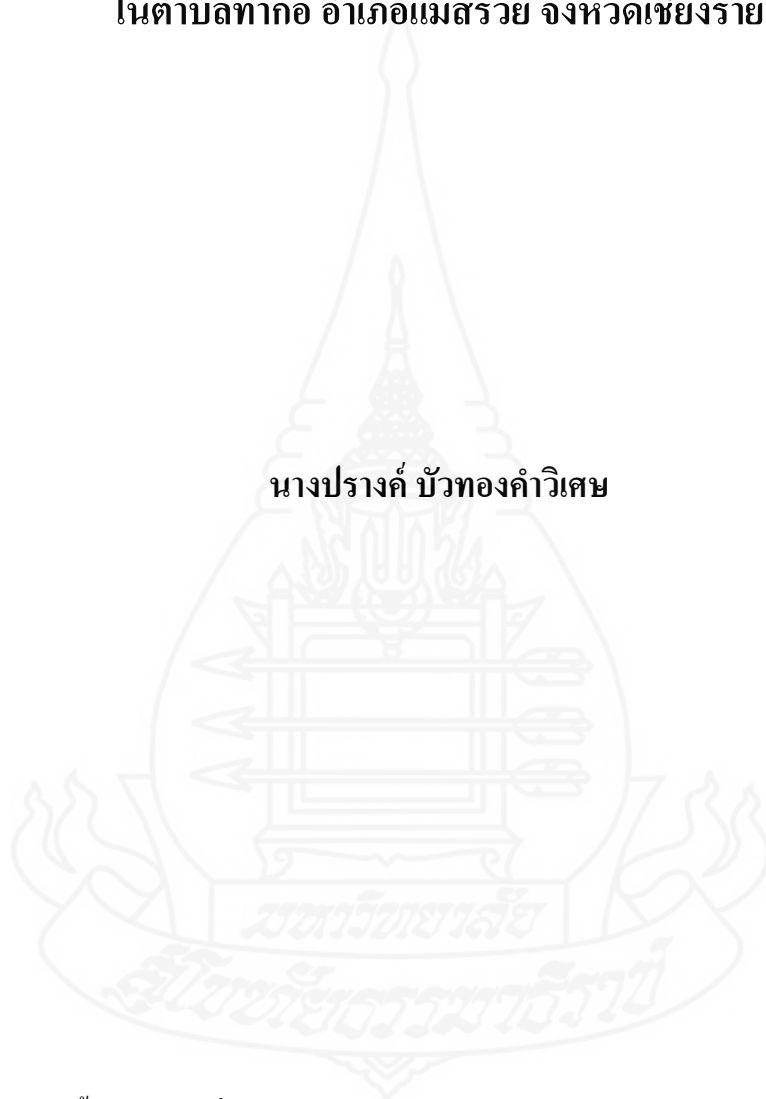 ในตำบลท่าก๊อ อำเภอแม่สรวย จังหวัดเชียงราย
นางปรางค์ บัวทองคำวิเศษ
มหาวิทยาลัย
สุโขทัยธรรมาธิราช